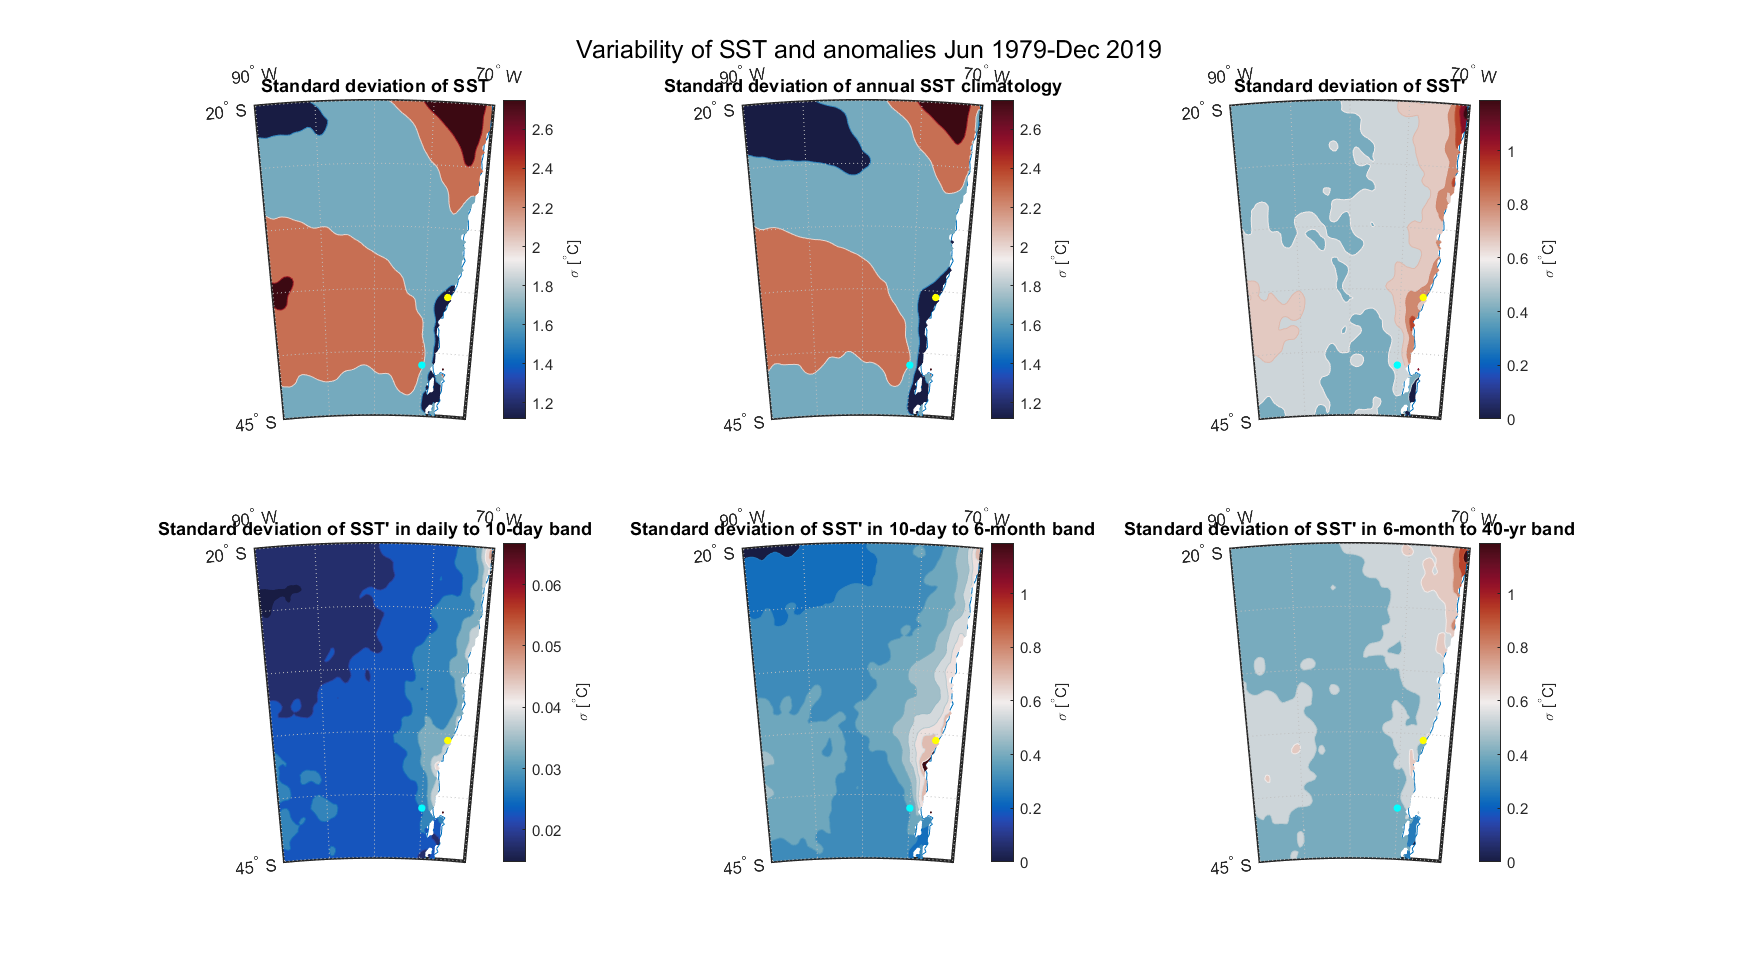 Variability of SST and anomalies Jun 1979-Dec 2019
90° W 70° W
Standard deviation of SST
20° S
45° S
2.6
2.4
2.2
2
1.8
1.6
1.4
1.2
σ [°C]
90° W 70° W
Standard deviation of annual SST climatology
20° S
45° S
2.6
2.4
2.2
2
1.8
1.6
1.4
1.2
σ [°C]
90° W 70° W
Standard deviation of SST'
20° S
45° S
1
0.8
0.6
0.4
0.2
0
σ [°C]
90° W 70° W
Standard deviation of SST' in daily to 10-day band
20° S
45° S
0.06
0.05
0.04
0.03
0.02
σ [°C]
90° W 70° W
Standard deviation of SST' in 10-day to 6-month band
20° S
45° S
1
0.8
0.6
0.4
0.2
0
σ [°C]
90° W 70° W
Standard deviation of SST' in 6-month to 40-yr band
20° S
45° S
1
0.8
0.6
0.4
0.2
0
σ [°C]